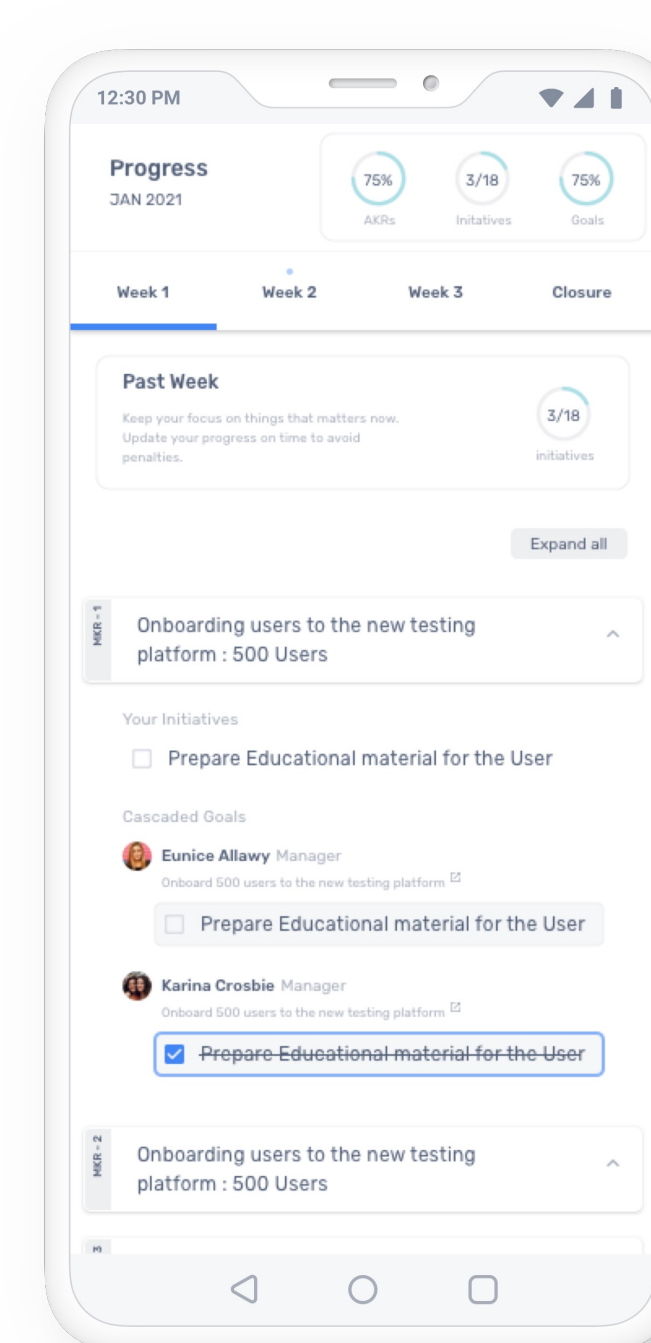 12:30 PM
Progress
JAN 2021
75%
3/18
75%
AKRs
Initatives
Goals
Week 1
Week 2
Week 3
Closure
Past Week
Keep your focus on things that matters now.
Update your progress on time to avoid
penalties.
3/18
initiatives
Expand all
MKR - 1
Onboarding users to the new testing
platform : 500 Users
Your Initiatives
Prepare Educational material for the User
Cascaded Goals
Eunice Allawy Manager
Onboard 500 users to the new testing platform
Prepare Educational material for the User
Karina Crosbie Manager
Onboard 500 users to the new testing platform
Prepare Educational material for the User
MKR - 2
Onboarding users to the new testing
platform : 500 Users
3